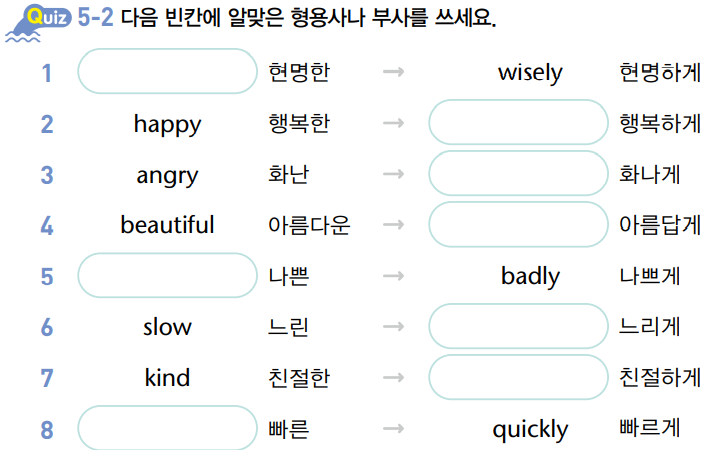 Quiz 5-2 다음 빈칸에 알맞은 형용사나 부사를 쓰세요.
1 현명한 → wisely 현명하게
2 happy 행복한 → 행복하게
3 angry 화난 → 화나게
4 beautiful 아름다운 → 아름답게
5 나쁜 → badly 나쁘게
6 slow 느린 → 느리게
7 kind 친절한 → 친절하게
8 빠른 → quickly 빠르게